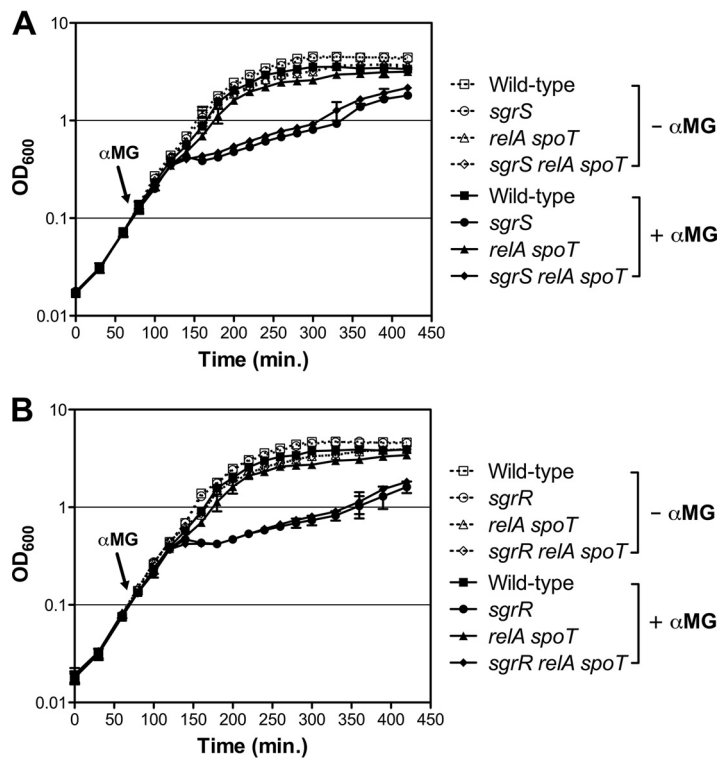 A
10
1
0.1
0.01
OD600
αMG
0 50 100 150 200 250 300 350 400 450
Time (min.)
Wild-type
sgrS
relA spoT
sgrS relA spoT
– αMG
Wild-type
sgrS
relA spoT
sgrS relA spoT
+ αMG
B
10
1
0.1
0.01
OD600
αMG
0 50 100 150 200 250 300 350 400 450
Time (min.)
Wild-type
sgrR
relA spoT
sgrR relA spoT
– αMG
Wild-type
sgrR
relA spoT
sgrR relA spoT
+ αMG